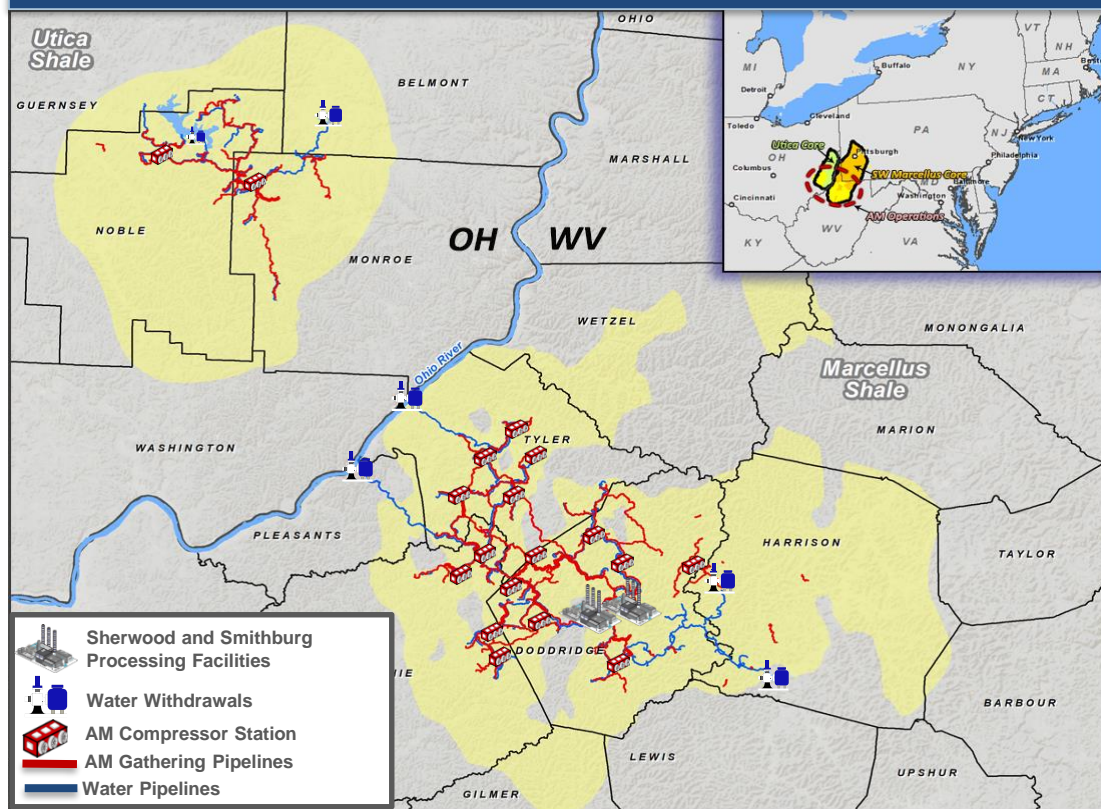 OHIO
Utica
Shale
BELMONT
GUERNSEY
MARSHALL
NOBLE
OH
WV
MONROE
WETZEL
MONONGALIA
Ohio River
Marcellus
Shale
MARION
WASHINGTON
TYLER
PLEASANTS
HARRISON
TAYLOR
DODDRIDGE
HIE
BARBOUR
LEWIS
UPSHUR
GILMER
VT
NH
MI
Buffalo
NY
MA
Detroit
CT
Toledo
Cleveland
PA
NJ
New York
Utica Core
Pittsburgh
OH
Philadelphia
Columbus
SW Marcellus Core
MD
Baltimore
Washington
Cincinnati
AM Operations
WV
KY
VA
Sherwood and Smithburg
Processing Facilities
Water Withdrawals
AM Compressor Station
AM Gathering Pipelines
Water Pipelines